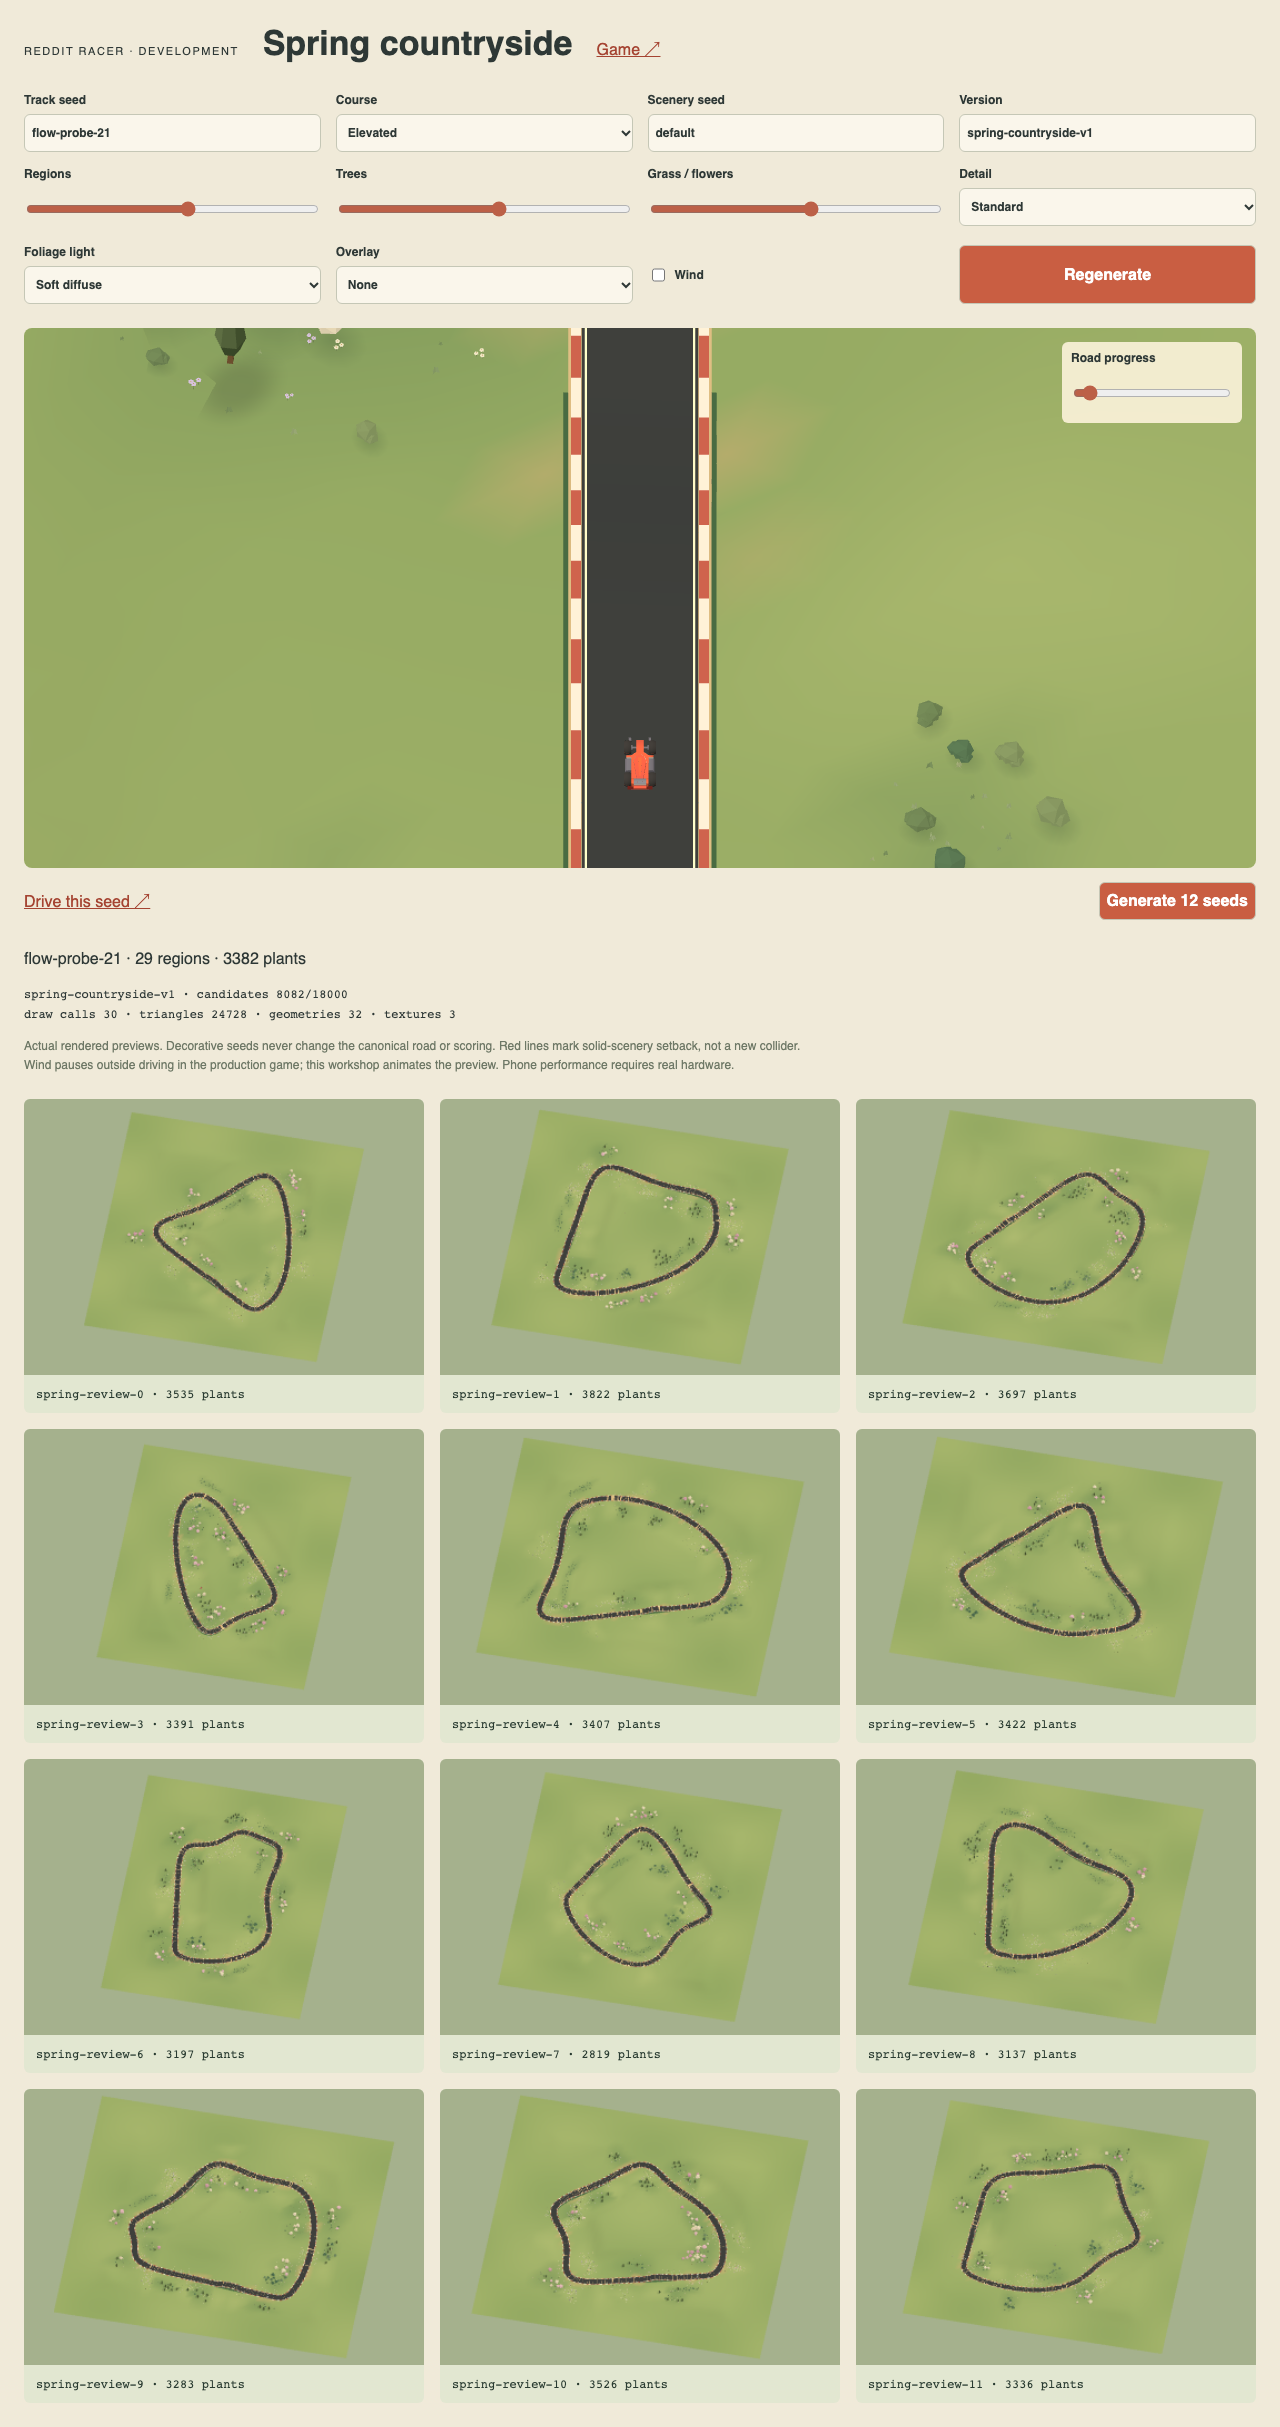 REDDIT RACER · DEVELOPMENT
Spring countryside
Game ↗
Track seed
Course
Scenery seed
Version
flow-probe-21
Elevated
default
spring-countryside-v1
Regions
Trees
Grass / flowers
Detail
Standard
Foliage light
Overlay
Soft diffuse
None
Wind
Regenerate
Road progress
Drive this seed ↗
Generate 12 seeds
flow-probe-21 · 29 regions · 3382 plants
spring-countryside-v1 · candidates 8082/18000
draw calls 30 · triangles 24728 · geometries 32 · textures 3
Actual rendered previews. Decorative seeds never change the canonical road or scoring. Red lines mark solid-scenery setback, not a new collider.
Wind pauses outside driving in the production game; this workshop animates the preview. Phone performance requires real hardware.
spring-review-0 · 3535 plants
spring-review-1 · 3822 plants
spring-review-2 · 3697 plants
spring-review-3 · 3391 plants
spring-review-4 · 3407 plants
spring-review-5 · 3422 plants
spring-review-6 · 3197 plants
spring-review-7 · 2819 plants
spring-review-8 · 3137 plants
spring-review-9 · 3283 plants
spring-review-10 · 3526 plants
spring-review-11 · 3336 plants